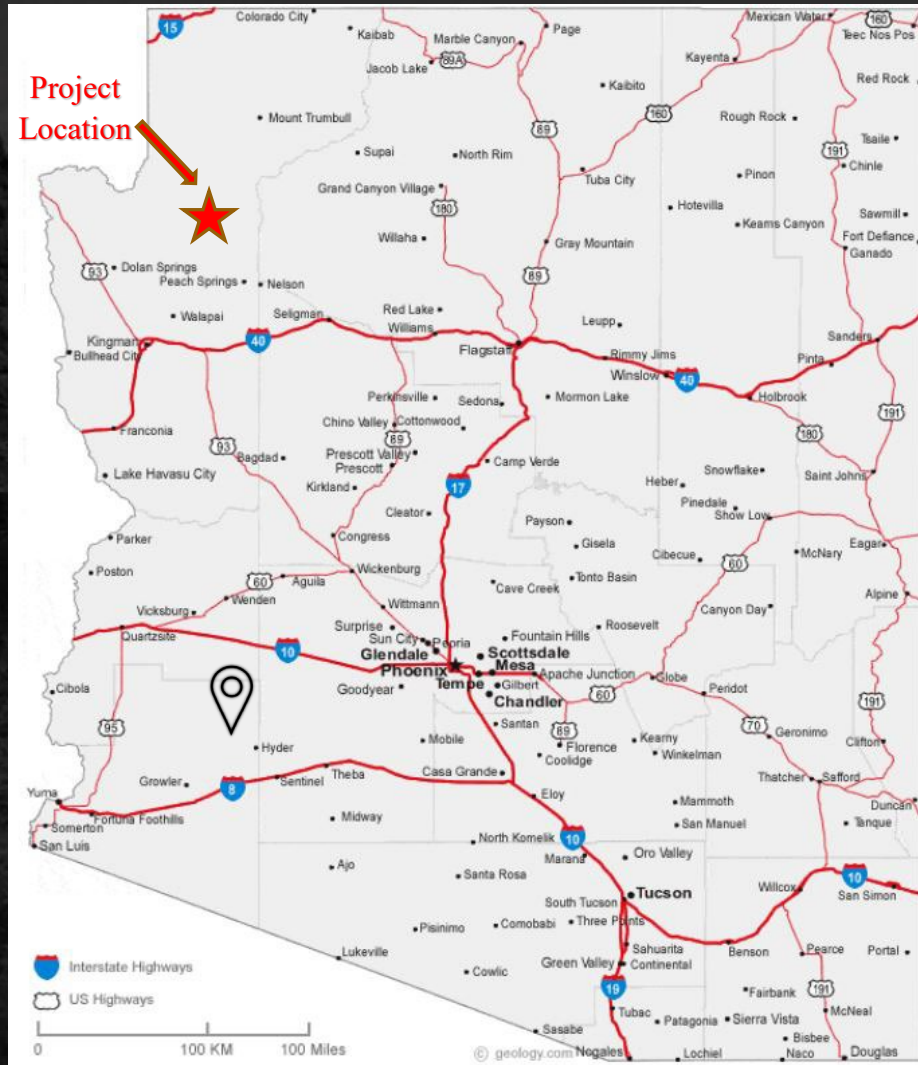 Project
Location
15
Colorado City
Kaibab
Marble Canyon
Page
Mexican Water
160
Teec Nos Pos
89A
Jacob Lake
Kayenta
Kaibito
Red Rock
Mount Trumbull
160
Rough Rock
89
Tsaile
191
Supai
North Rim
Chinle
Tuba City
Pinon
Grand Canyon Village
180
Hotevilla
Sawmill
Keams Canyon
Willaha
Gray Mountain
Fort Defiance
Ganado
93
Dolan Springs
89
Peach Springs
Nelson
Red Lake
Walapai
Seligman
Williams
Leupp
Kingman
40
Sanders
Bullhead City
Flagstaff
Rimmy Jims
Pinta
Winslow
40
Perkinsville
Sedona
Mormon Lake
Holbrook
191
Franconia
Chino Valley
Cottonwood
180
93
89
Bagdad
Prescott Valley
Prescott
Camp Verde
Lake Havasu City
Snowflake
Saint Johns
Kirkland
17
Heber
Pinedale
Cleator
Show Low
Payson
Parker
Congress
Gisela
Eagar
Cibecue
McNary
60
Poston
Wickenburg
60
Aguila
Tonto Basin
Cave Creek
Alpine
Wenden
Vicksburg
Wittmann
Canyon Day
Surprise
Roosevelt
Quartzsite
Sun City
Peoria
Fountain Hills
10
Glendale
Scottsdale
Phoenix
Mesa
Tempe
Apache Junction
Globe
Cibola
Goodyear
Gilbert
60
Peridot
Chandler
191
95
Santan
89
70
Mobile
Florence
Kearny
Geronimo
Clifton
Hyder
Coolidge
Winkelman
Theba
Casa Grande
Growler
Sentinel
Thatcher
Safford
8
Yuma
Eloy
Mammoth
Duncan
Fortuna Foothills
Midway
Somerton
San Manuel
Tanque
San Luis
North Komelik
10
Marana
Oro Valley
Ajo
Santa Rosa
10
Willcox
San Simon
Tucson
South Tucson
Pisinimo
Comobabi
Three Points
Sahuarita
Lukeville
Benson
Pearce
Portal
Green Valley
Continental
Interstate Highways
Cowlic
19
191
Fairbank
US Highways
Tubac
McNeal
Patagonia
Sierra Vista
Sasabe
Bisbee
0
100 KM
100 Miles
© geology.com
Nogales
Lochiel
Naco
Douglas